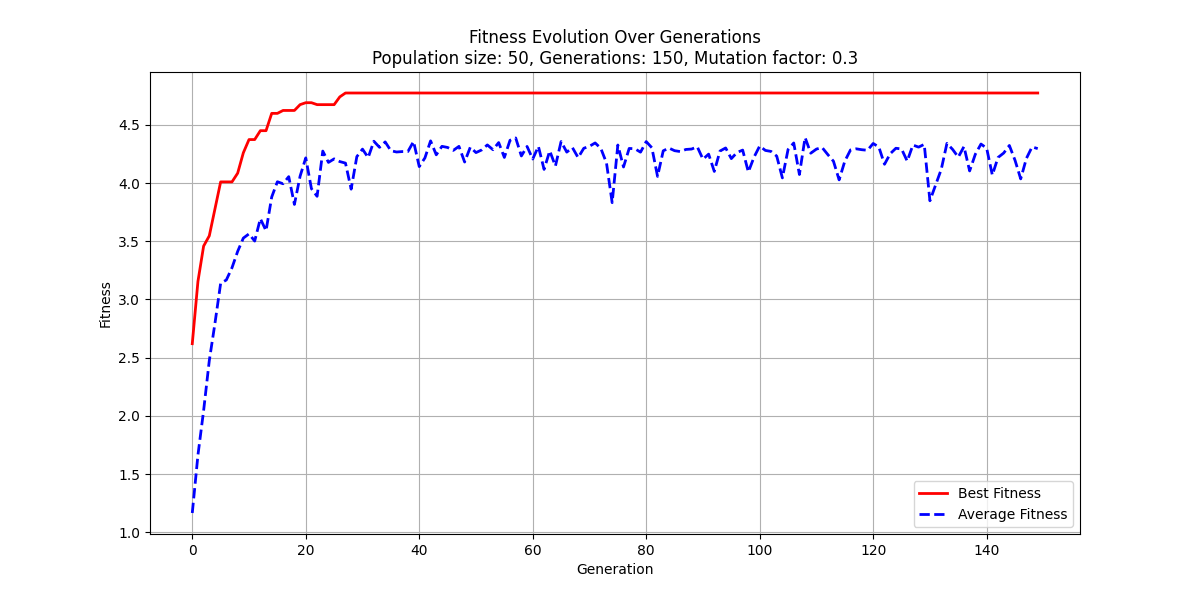 Fitness Evolution Over Generations
Population size: 50, Generations: 150, Mutation factor: 0.3
Fitness
4.5
4.0
3.5
3.0
2.5
2.0
1.5
1.0
0 20 40 60 80 100 120 140
Generation
Best Fitness
Average Fitness